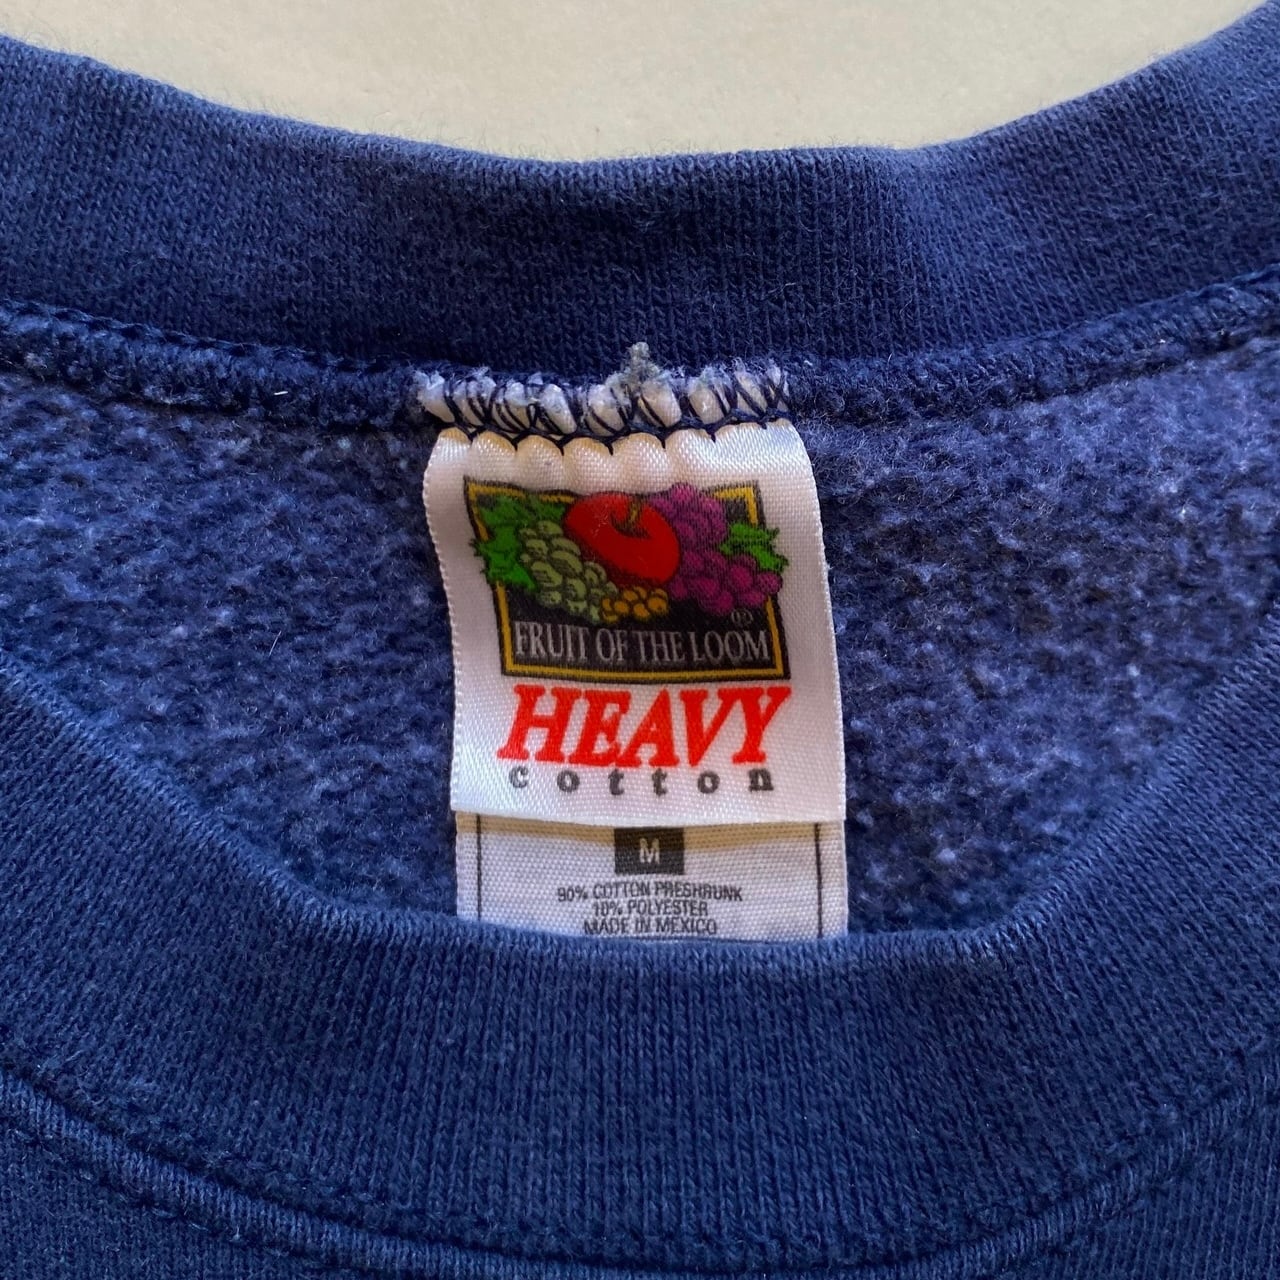 FRUIT OF THE LOOM
HEAVY
cotton
M
90% COTTON PRESHRUNK
10% POLYESTER
MADE IN MEXICO